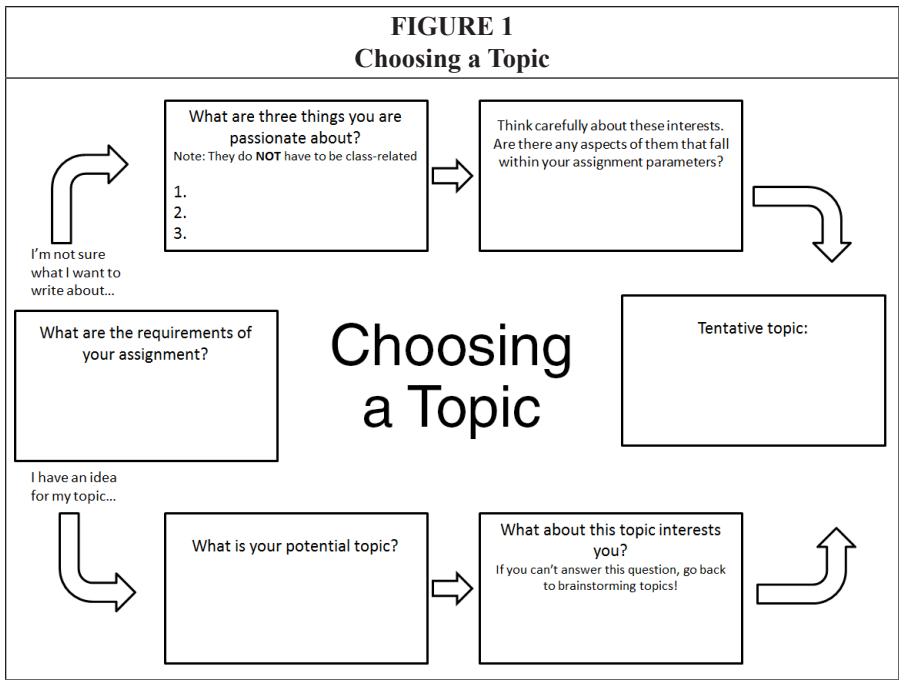 FIGURE 1
Choosing a Topic
What are three things you are
passionate about?
Note: They do NOT have to be class-related
1.
2.
3.
Think carefully about these interests.
Are there any aspects of them that fall
within your assignment parameters?
I'm not sure
what I want to
write about...
What are the requirements of
your assignment?
Choosing
a Topic
Tentative topic:
I have an idea
for my topic...
What is your potential topic?
What about this topic interests
you?
If you can't answer this question, go back
to brainstorming topics!